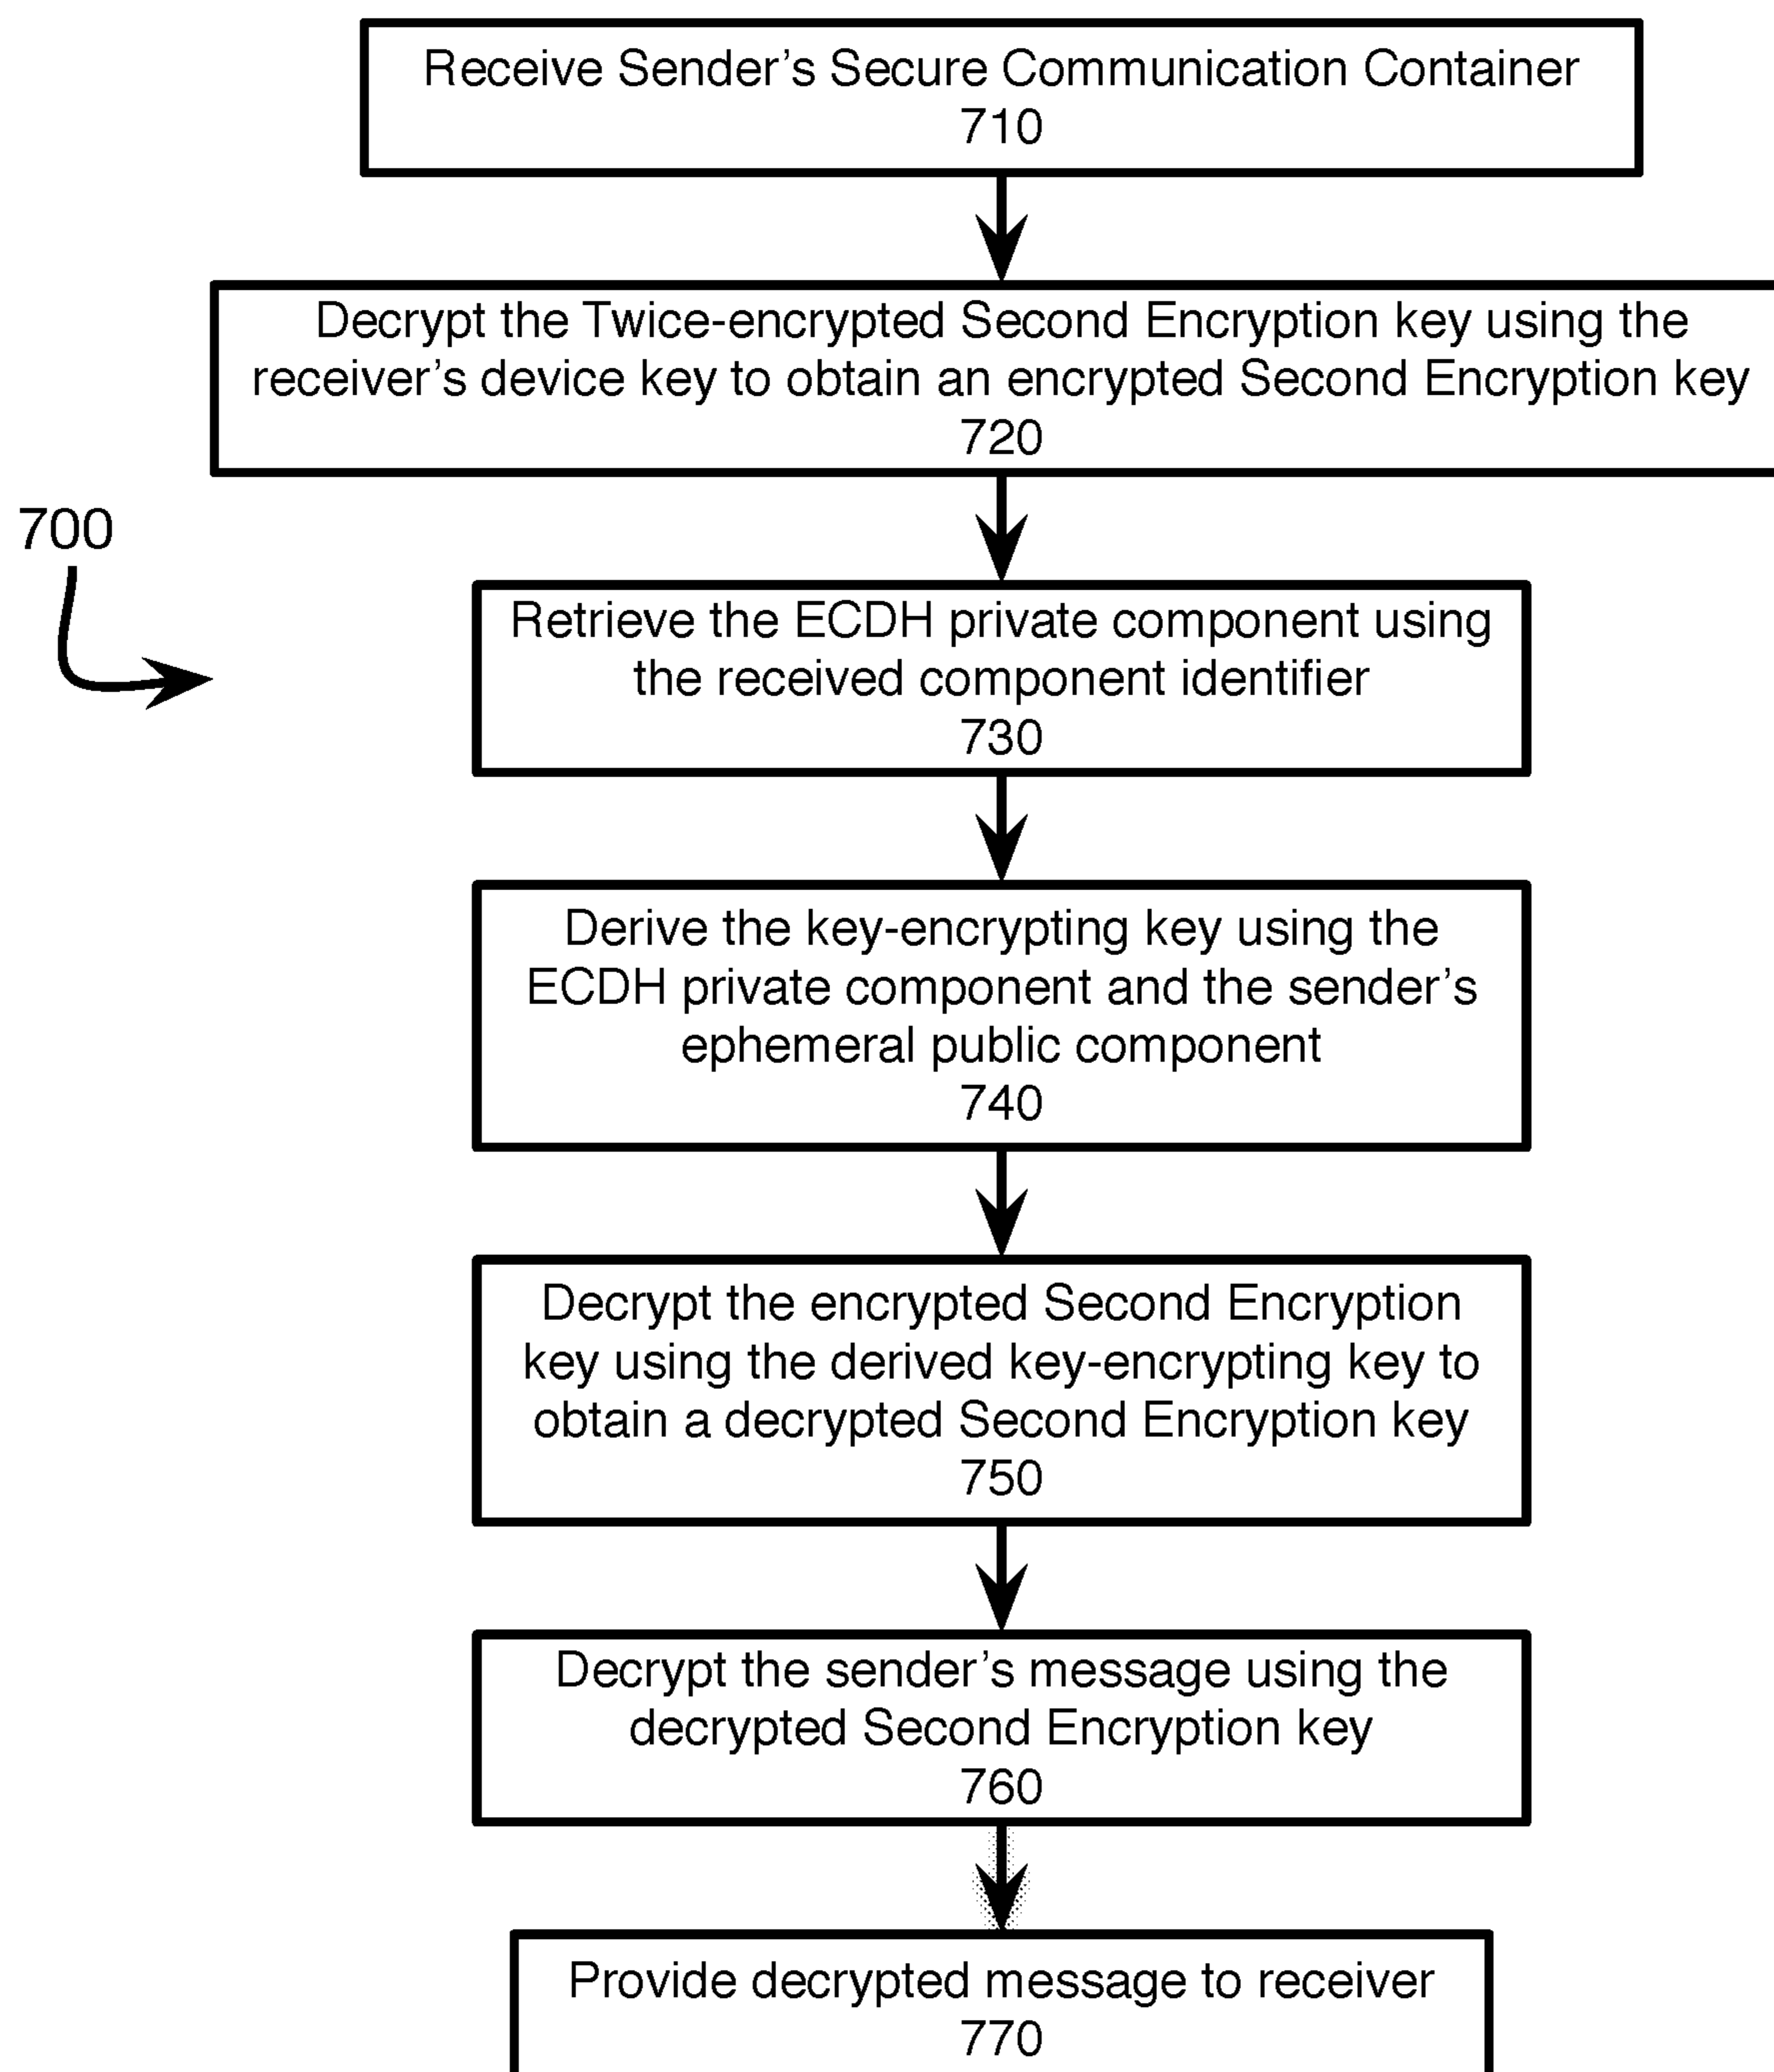 Receive Sender's Secure Communication Container
710
Decrypt the Twice-encrypted Second Encryption key using the
receiver's device key to obtain an encrypted Second Encryption key
720
700
Retrieve the ECDH private component using
the received component identifier
730
Derive the key-encrypting key using the
ECDH private component and the sender's
ephemeral public component
740
Decrypt the encrypted Second Encryption
key using the derived key-encrypting key to
obtain a decrypted Second Encryption key
750
Decrypt the sender's message using the
decrypted Second Encryption key
760
Provide decrypted message to receiver
770